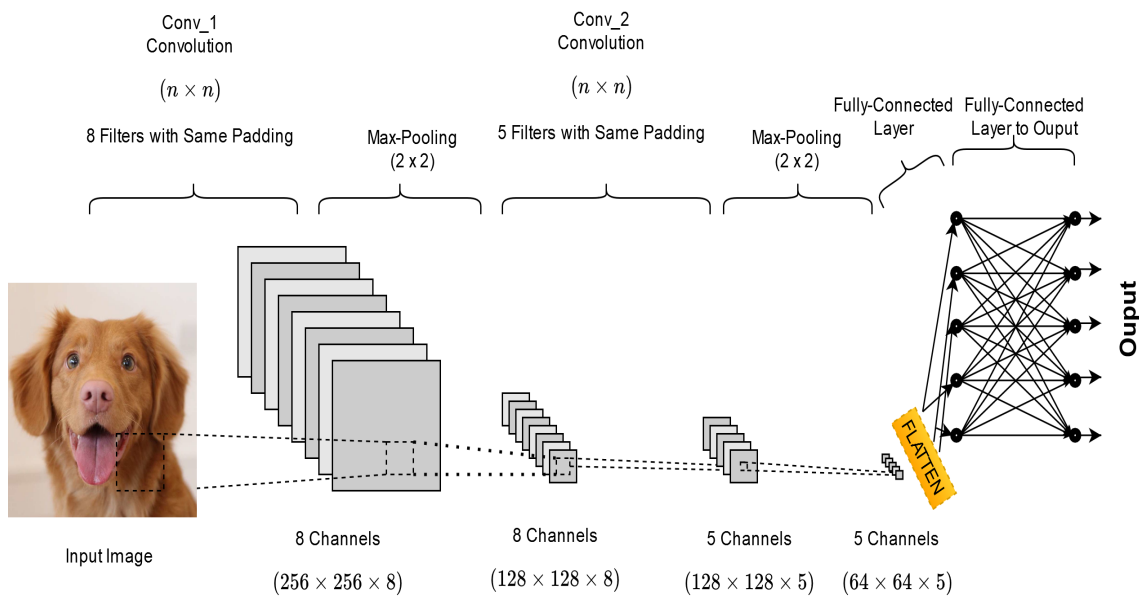 Conv_1
Convolution
(n × n)
8 Filters with Same Padding
Max-Pooling
(2 x 2)
Conv_2
Convolution
(n × n)
5 Filters with Same Padding
Max-Pooling
(2 x 2)
Fully-Connected
Layer
Fully-Connected
Layer to Ouput
Ouput
FLATTEN
Input Image
8 Channels
(256 × 256 × 8)
8 Channels
(128 × 128 × 8)
5 Channels
(128 × 128 × 5)
5 Channels
(64 × 64 × 5)